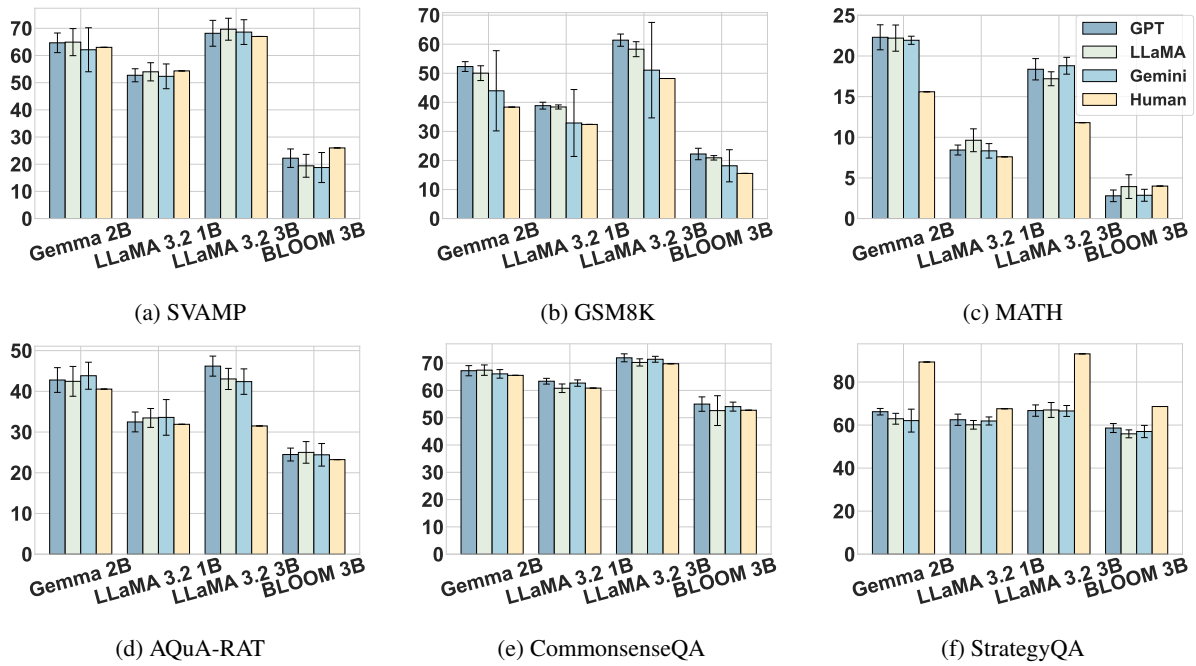 70
60
50
40
30
20
10
0
Gemma 2B
LLaMA 3.2 1B
LLaMA 3.2 3B
BLOOM 3B
(a) SVAMP
70
60
50
40
30
20
10
0
Gemma 2B
LLaMA 3.2 1B
LLaMA 3.2 3B
BLOOM 3B
(b) GSM8K
25
20
15
10
5
0
GPT
LLaMA
Gemini
Human
Gemma 2B
LLaMA 3.2 1B
LLaMA 3.2 3B
BLOOM 3B
(c) MATH
50
40
30
20
10
0
Gemma 2B
LLaMA 3.2 1B
LLaMA 3.2 3B
BLOOM 3B
(d) AQuA-RAT
70
60
50
40
30
20
10
0
Gemma 2B
LLaMA 3.2 1B
LLaMA 3.2 3B
BLOOM 3B
(e) CommonsenseQA
80
60
40
20
0
Gemma 2B
LLaMA 3.2 1B
LLaMA 3.2 3B
BLOOM 3B
(f) StrategyQA